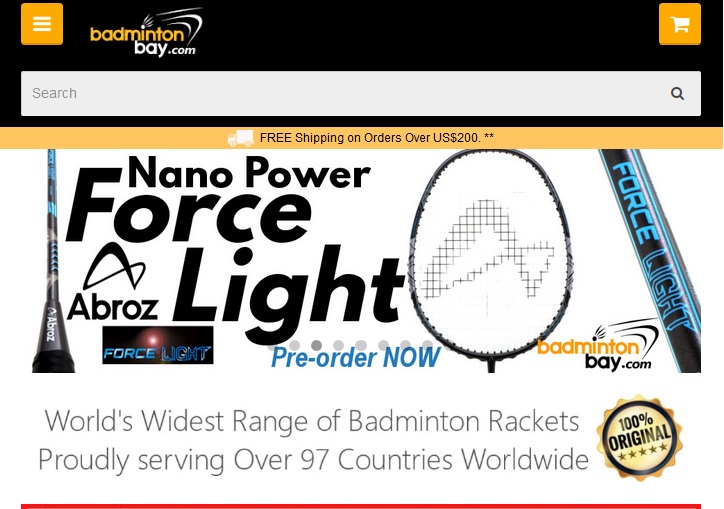 badminton
bay.com
Search
FREE Shipping on Orders Over US$200. **
Nano Power
Force
Light
Abroz
FORCE LIGHT
Pre-order NOW
Abroz
FORCE LIGHT
badminton
bay.com
World's Widest Range of Badminton Rackets
Proudly serving Over 97 Countries Worldwide
100%
ORIGINAL